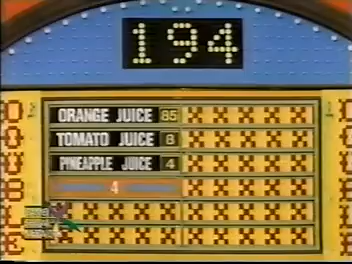 194
ORANGE JUICE 85
TOMATO JUICE 8
PINEAPPLE JUICE 4
4